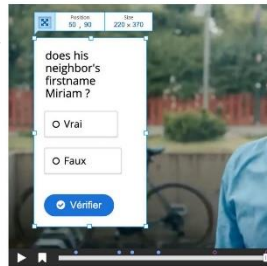 Position Size
50 , 90 220 x 370
does his
neighbor's
firstname
Miriam ?
Vrai
Faux
Vérifier